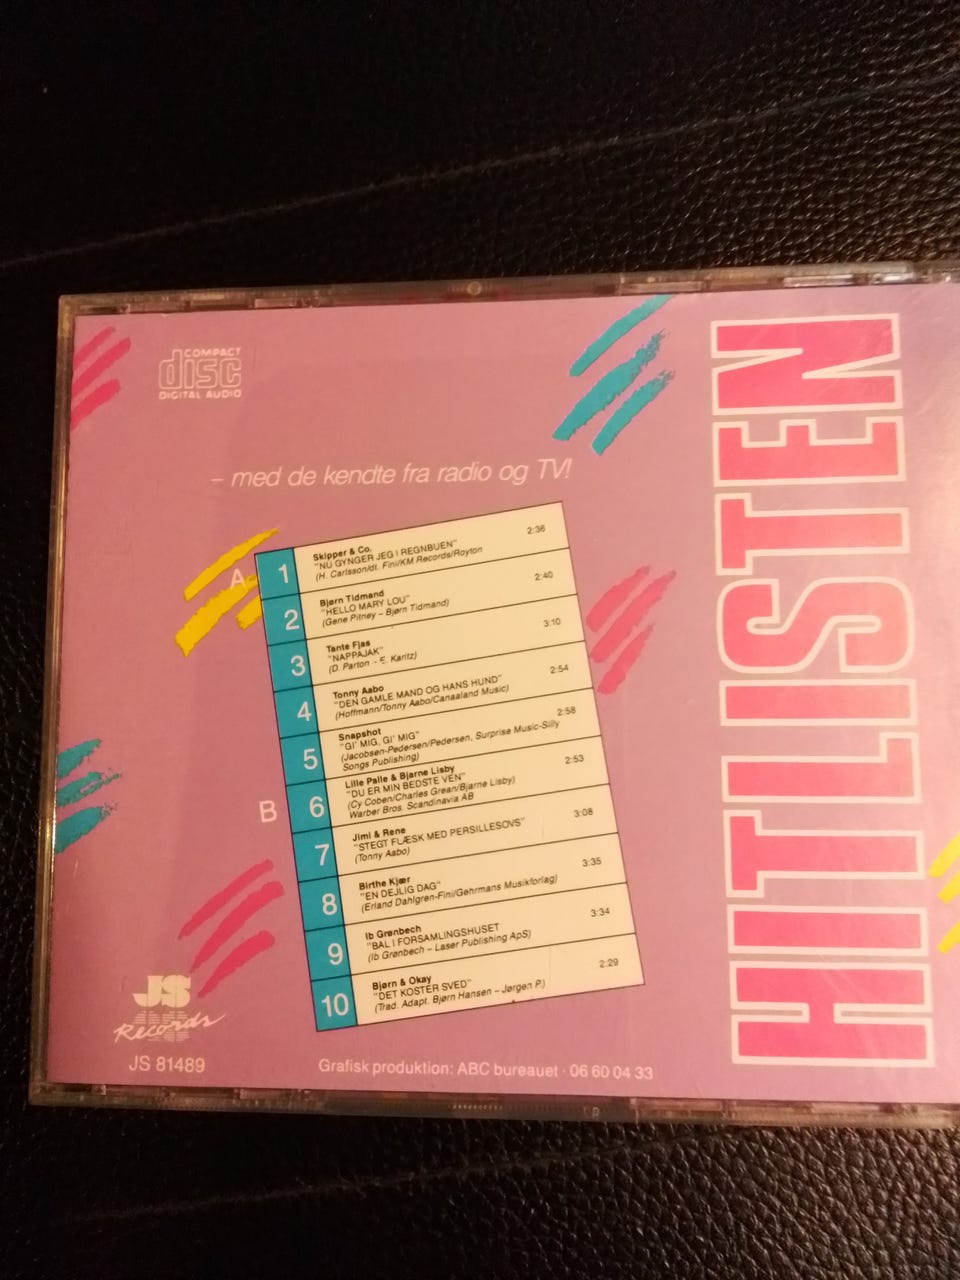 COMPACT
disc
DIGITAL AUDIO
– med de kendte fra radio og TV!
A
1
Skipper & Co. 2:36
"NU GYNGER JEG I REGNBUEN"
(H. Carlsson/dt. Fini/KM Records/Royton
2
Bjørn Tidmand 2:40
"HELLO MARY LOU"
(Gene Pitney – Bjørn Tidmand)
3
Tante Fjas 3:10
"NAPPAJAK"
(D. Parton - E. Karitz)
4
Tonny Aabo 2:54
"DEN GAMLE MAND OG HANS HUND"
(Hoffmann/Tonny Aabo/Canaaland Music)
5
Snapshot 2:58
"GI' MIG, GI' MIG"
(Jacobsen-Pedersen/Pedersen, Surprise Music-Silly
Songs Publishing)
B
6
Lille Palle & Bjarne Lisby 2:53
"DU ER MIN BEDSTE VEN"
(Cy Coben/Charles Grean/Bjarne Lisby)
Warber Bros. Scandinavia AB
7
Jimi & Rene 3:08
"STEGT FLÆSK MED PERSILLESOVS"
(Tonny Aabo)
8
Birthe Kjær 3:35
"EN DEJLIG DAG"
(Erland Dahlgren-Fini/Gehrmans Musikforlag)
9
Ib Grønbech 3:34
"BAL I FORSAMLINGSHUSET
(Ib Grønbech – Laser Publishing ApS)
10
Bjørn & Okay 2:29
"DET KOSTER SVED"
(Trad. Adapt. Bjørn Hansen – Jørgen P.)
JS
Records
JS 81489
Grafisk produktion: ABC bureauet · 06 60 04 33
HITLISTEN